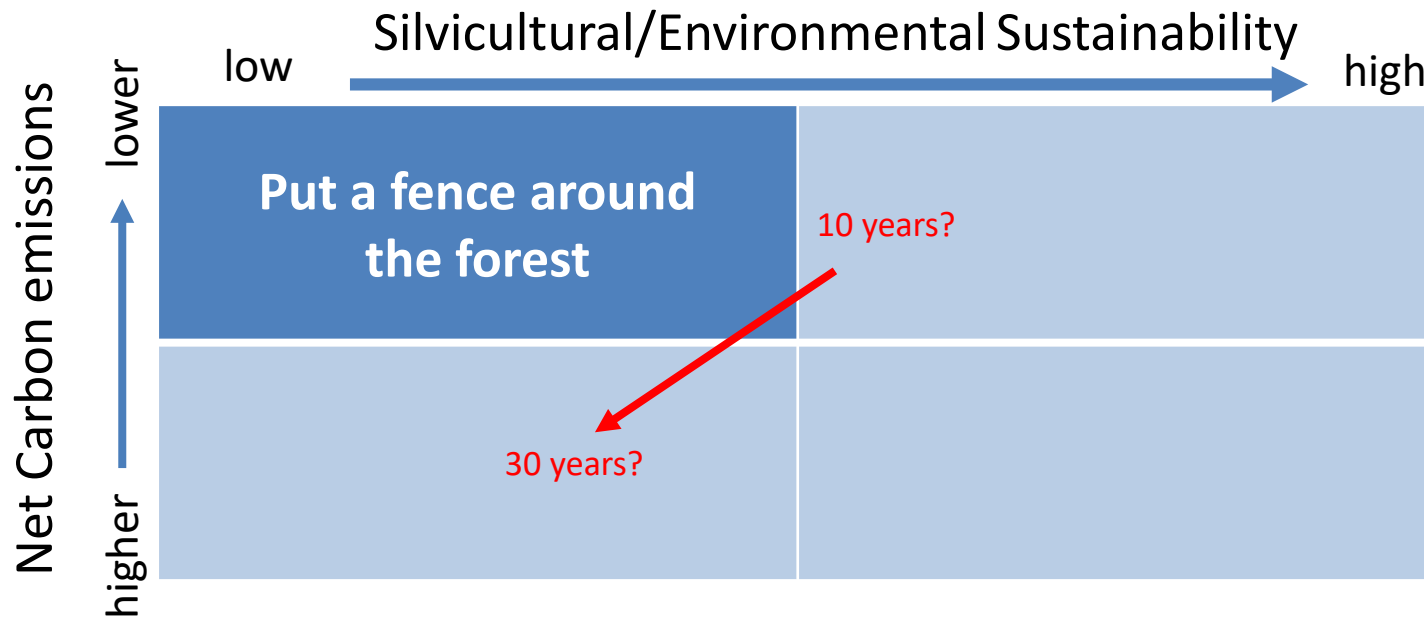 Silvicultural/Environmental Sustainability
low
high
Net Carbon emissions
lower
higher
Put a fence around
the forest
10 years?
30 years?